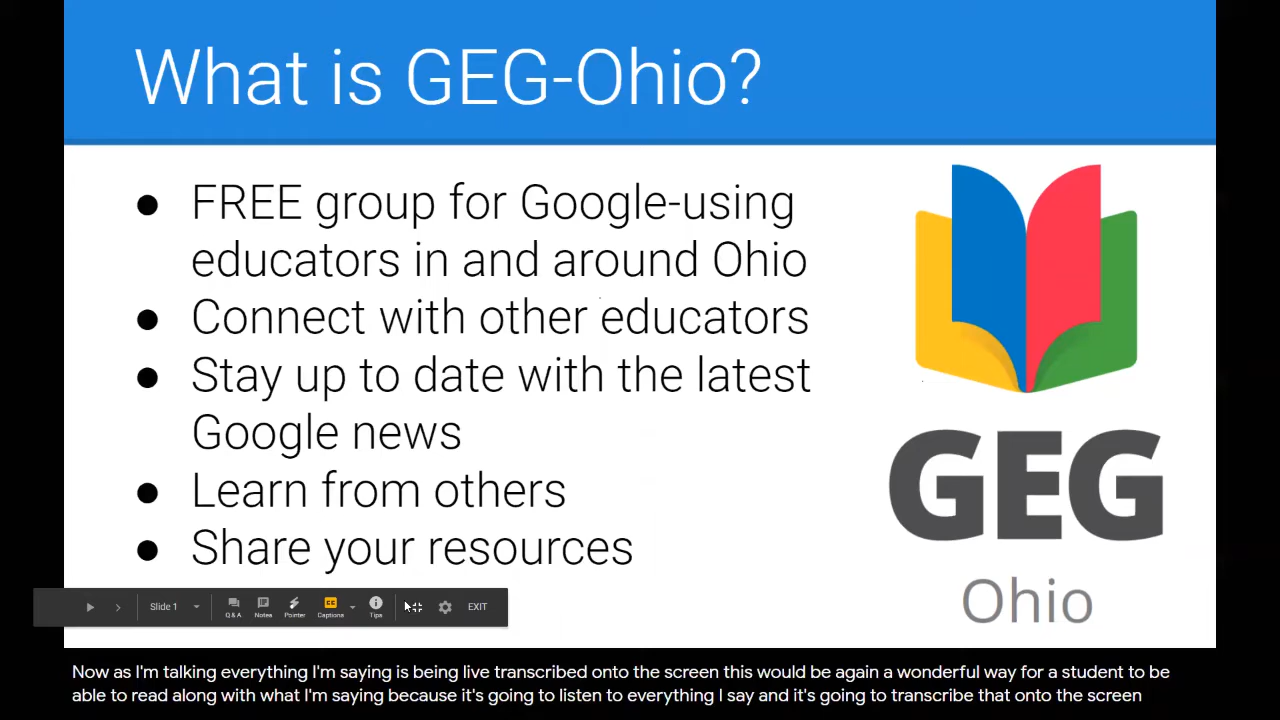 What is GEG-Ohio?
● FREE group for Google-using
educators in and around Ohio
● Connect with other educators
● Stay up to date with the latest
Google news
● Learn from others
● Share your resources
GEG
Ohio
Slide 1
Q & A
Notes
Pointer
CC
Captions
Tips
EXIT
Now as I'm talking everything I'm saying is being live transcribed onto the screen this would be again a wonderful way for a student to be
able to read along with what I'm saying because it's going to listen to everything I say and it's going to transcribe that onto the screen